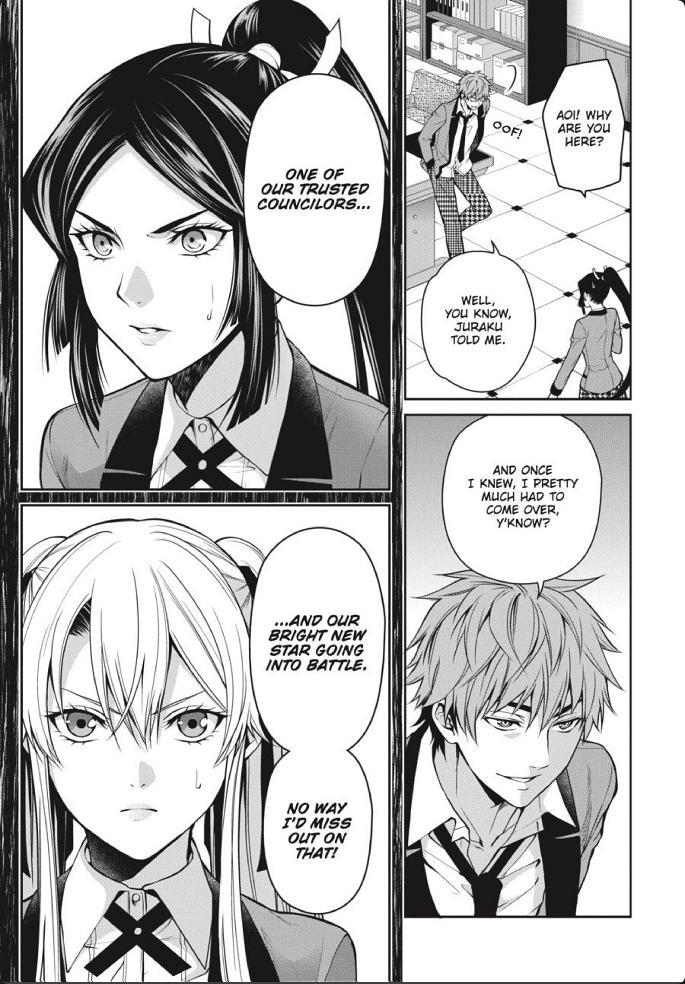 AOI! WHY
ARE YOU
HERE?
OOF!
WELL,
YOU KNOW,
JURAKU
TOLD ME.
AND ONCE
I KNEW, I PRETTY
MUCH HAD TO
COME OVER,
Y'KNOW?
ONE OF
OUR TRUSTED
COUNCILORS...
...AND OUR
BRIGHT NEW
STAR GOING
INTO BATTLE.
NO WAY
I'D MISS
OUT ON
THAT!